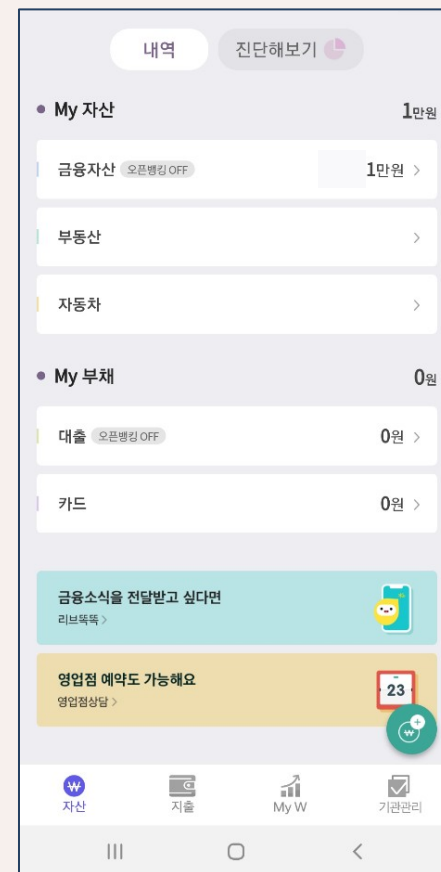 내역
진단해보기
My 자산
1만원
금융자산 오픈뱅킹 OFF
1만원 >
부동산 >
자동차 >
My 부채
0원
대출 오픈뱅킹 OFF
0원 >
카드
0원 >
금융소식을 전달받고 싶다면
리브똑똑 >
영업점 예약도 가능해요
영업점상담 >
23
자산
지출
My W
기관관리